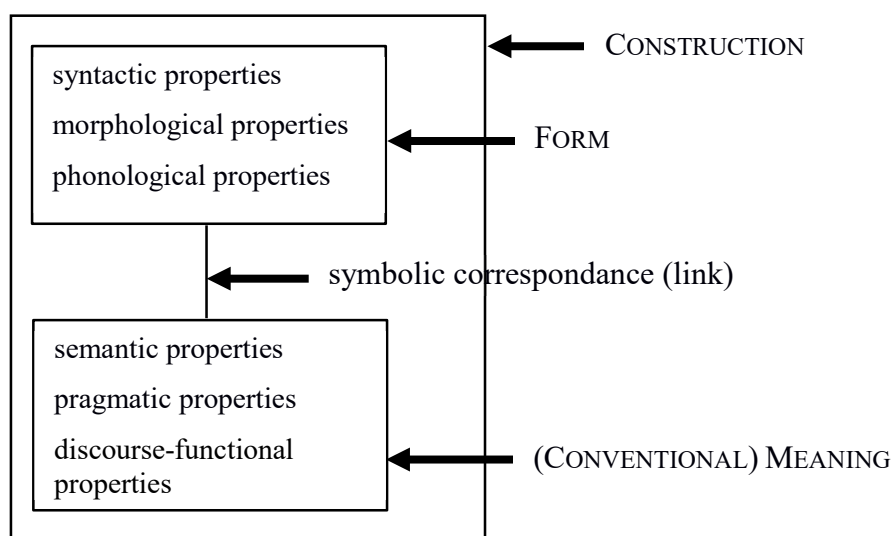 CONSTRUCTION
syntactic properties
morphological properties
phonological properties
FORM
symbolic correspondance (link)
semantic properties
pragmatic properties
discourse-functional
properties
(CONVENTIONAL) MEANING